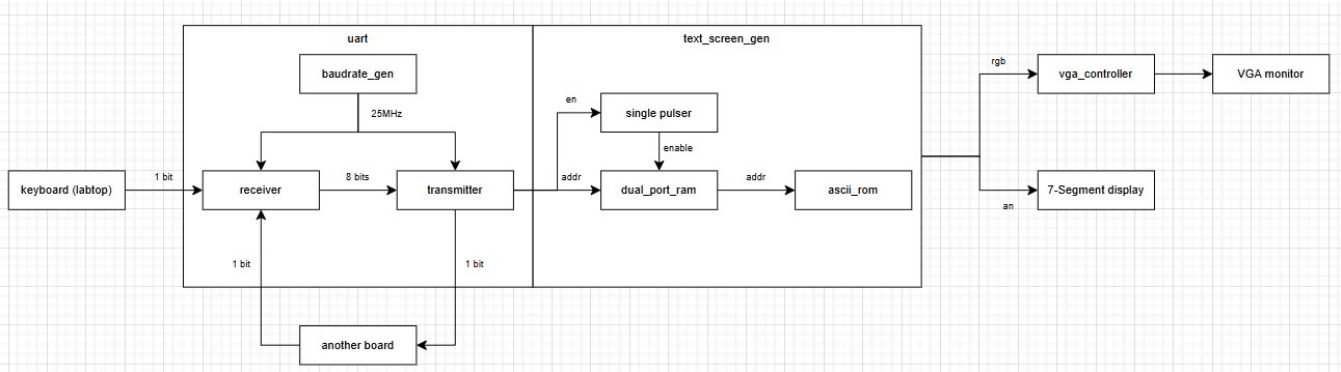 uart
text_screen_gen
baudrate_gen
25MHz
rgb
vga_controller
VGA monitor
en
single pulser
enable
keyboard (labtop)
1 bit
receiver
8 bits
transmitter
addr
dual_port_ram
addr
ascii_rom
7-Segment display
an
1 bit
1 bit
another board